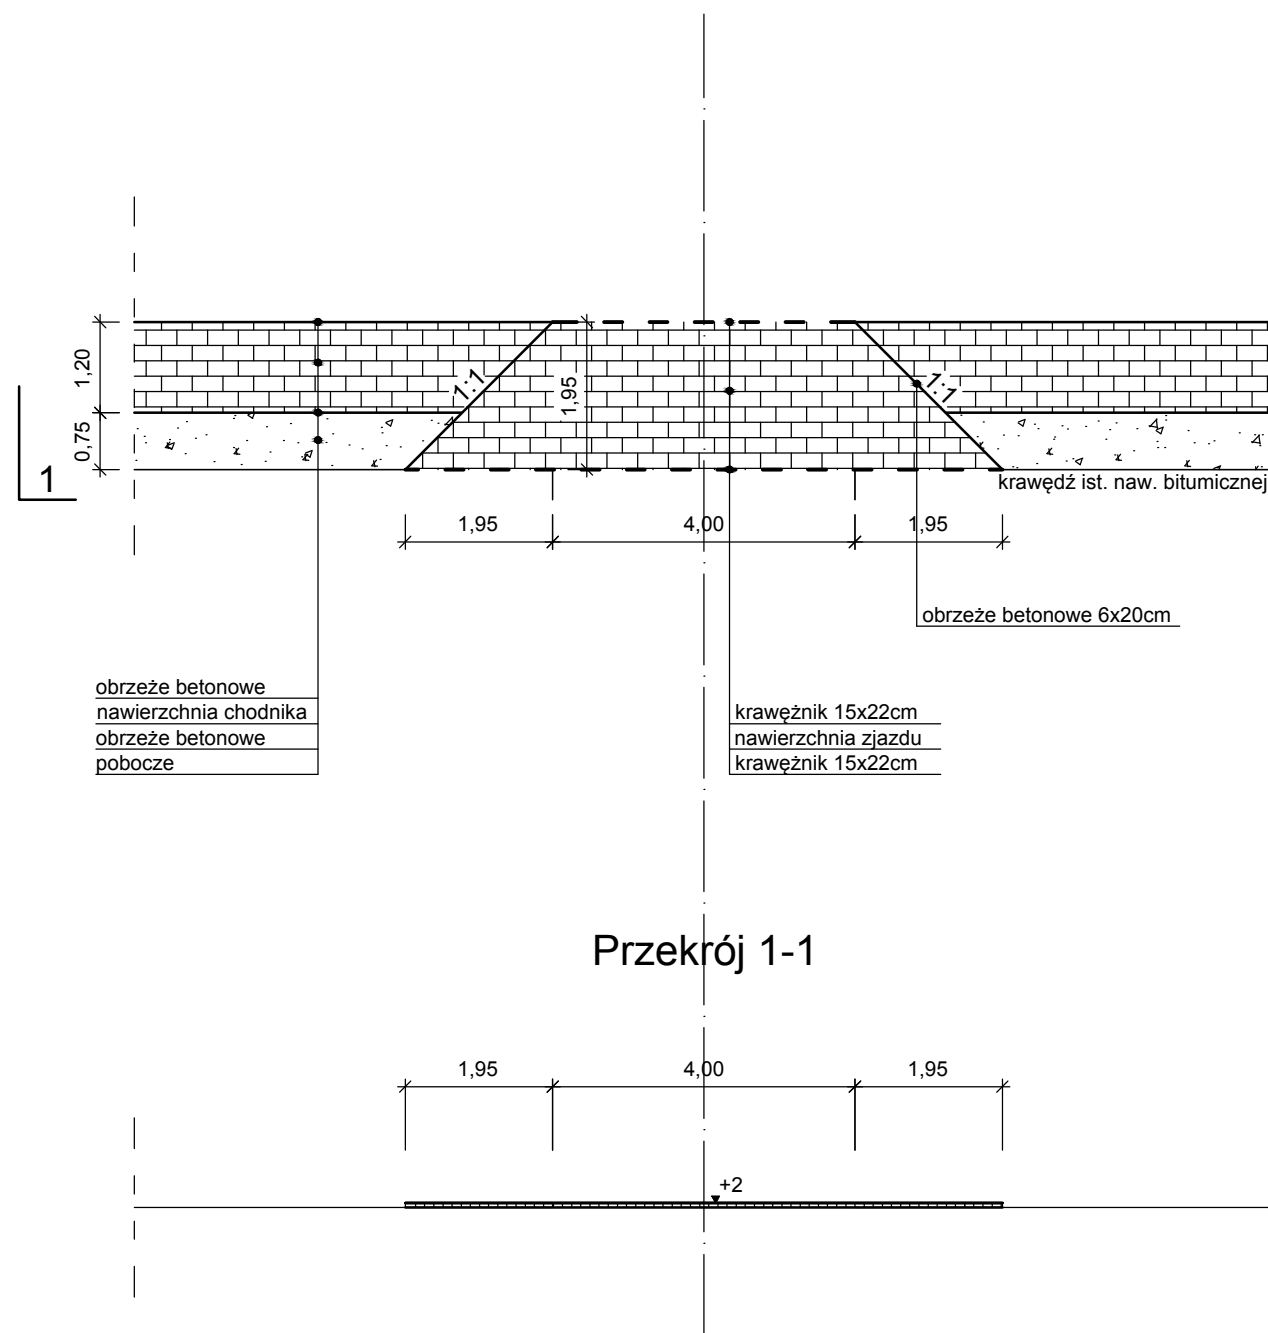 1,20
0,75
1
1:1
1,95
1:1
krawędź ist. naw. bitumicznej
1,95
4,00
1,95
obrzeże betonowe 6x20cm
obrzeże betonowe
nawierzchnia chodnika
obrzeże betonowe
pobocze
krawężnik 15x22cm
nawierzchnia zjazdu
krawężnik 15x22cm
Przekrój 1-1
1,95
4,00
1,95
+2